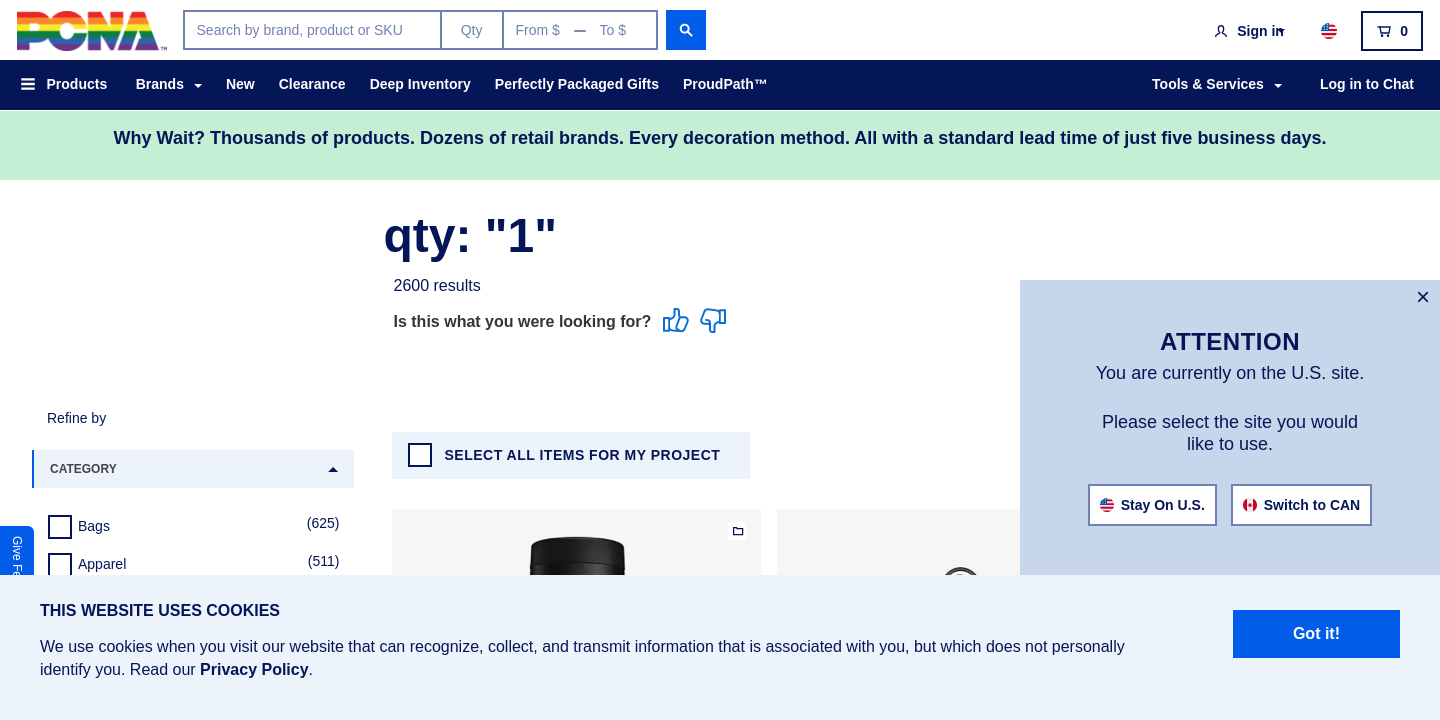 PCNA™
Search by brand, product or SKU
Qty
From $ — To $
Sign in
0
Products
Brands
New
Clearance
Deep Inventory
Perfectly Packaged Gifts
ProudPath™
Tools & Services
Log in to Chat
Why Wait? Thousands of products. Dozens of retail brands. Every decoration method. All with a standard lead time of just five business days.
qty: "1"
2600 results
Is this what you were looking for?
Refine by
CATEGORY
Bags (625)
Apparel (511)
SELECT ALL ITEMS FOR MY PROJECT
Give
ATTENTION
You are currently on the U.S. site.
Please select the site you would
like to use.
Stay On U.S.
Switch to CAN
THIS WEBSITE USES COOKIES
We use cookies when you visit our website that can recognize, collect, and transmit information that is associated with you, but which does not personally
identify you. Read our Privacy Policy.
Got it!